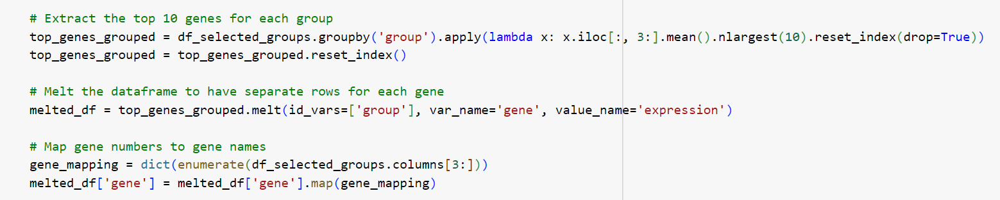 # Extract the top 10 genes for each group
top_genes_grouped = df_selected_groups.groupby('group').apply(lambda x: x.iloc[:, 3:].mean().nlargest(10).reset_index(drop=True))
top_genes_grouped = top_genes_grouped.reset_index()
# Melt the dataframe to have separate rows for each gene
melted_df = top_genes_grouped.melt(id_vars=['group'], var_name='gene', value_name='expression')
# Map gene numbers to gene names
gene_mapping = dict(enumerate(df_selected_groups.columns[3:]))
melted_df['gene'] = melted_df['gene'].map(gene_mapping)